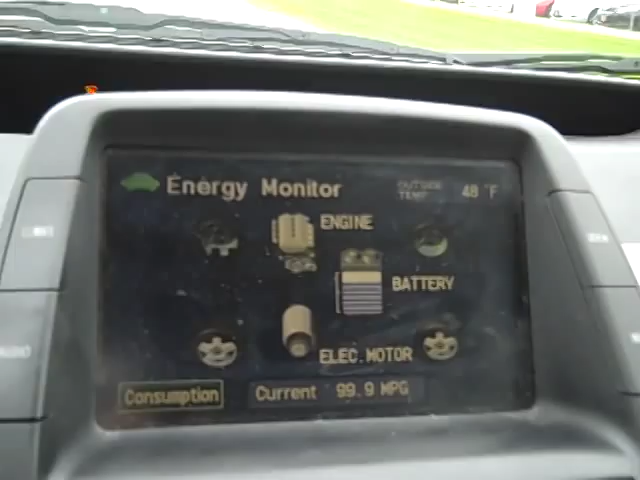 Energy Monitor
OUTSIDE TEMP 48 °F
ENGINE
BATTERY
ELEC.MOTOR
Consumption
Current 99.9 MPG